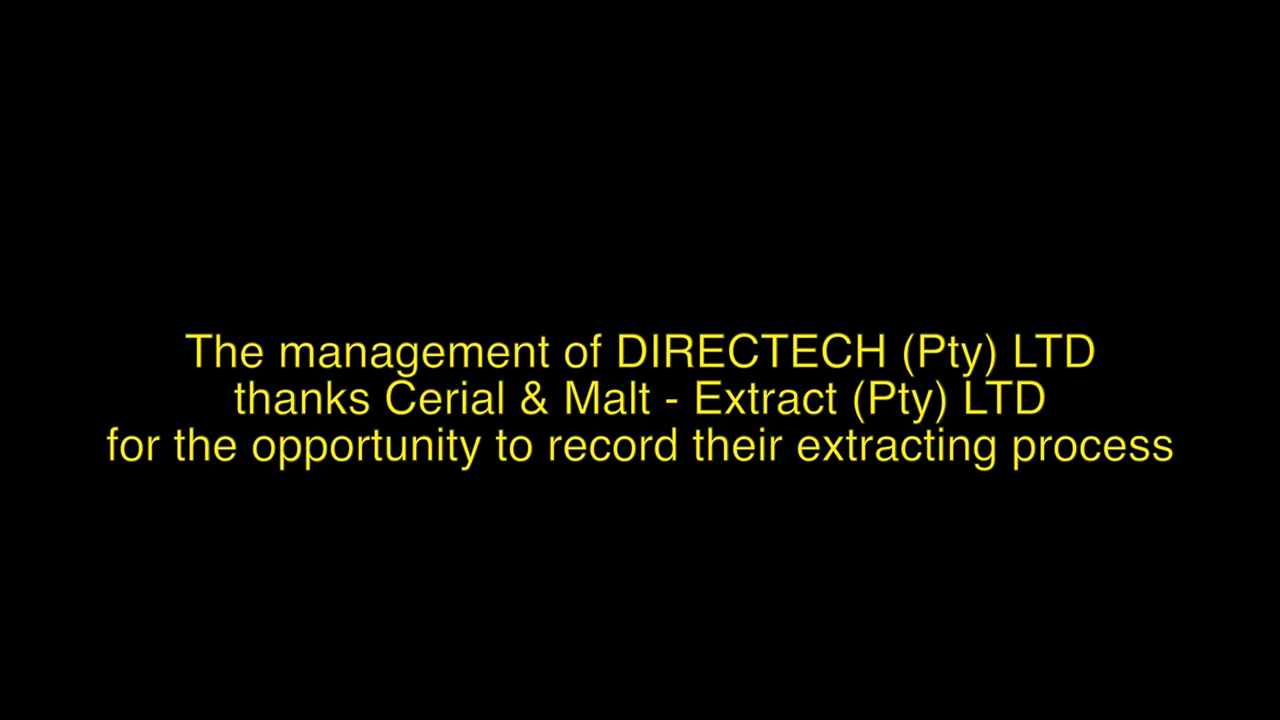 The management of DIRECTECH (Pty) LTD
thanks Cerial & Malt - Extract (Pty) LTD
for the opportunity to record their extracting process